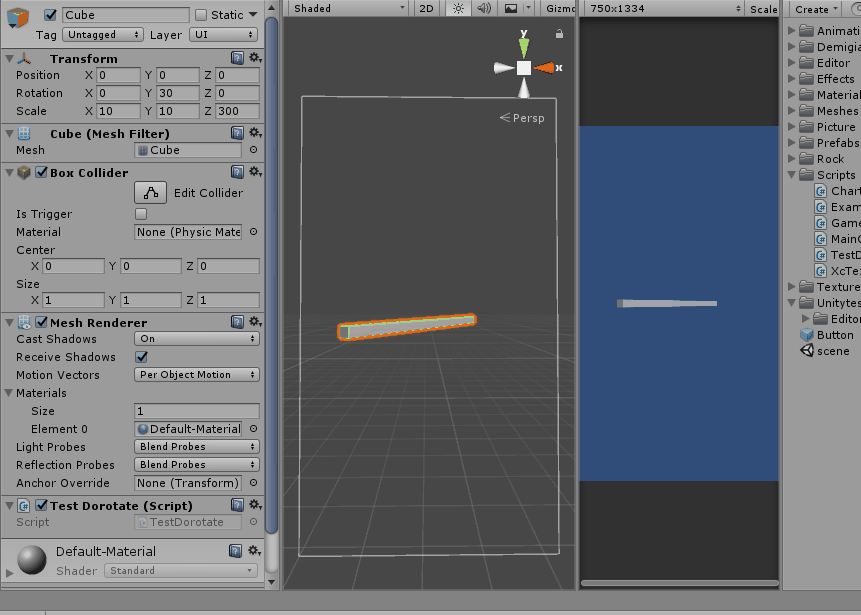 Cube
Static
Tag Untagged Layer UI
Transform
Position X 0 Y 0 Z 0
Rotation X 0 Y 30 Z 0
Scale X 10 Y 10 Z 300
Cube (Mesh Filter)
Mesh Cube
Box Collider
Edit Collider
Is Trigger
Material None (Physic Mate
Center
X 0 Y 0 Z 0
Size
X 1 Y 1 Z 1
Mesh Renderer
Cast Shadows On
Receive Shadows
Motion Vectors Per Object Motion
Materials
Size 1
Element 0 Default-Material
Light Probes Blend Probes
Reflection Probes Blend Probes
Anchor Override None (Transform)
Test Dorotate (Script)
Script TestDorotate
Default-Material
Shader Standard
Shaded 2D Gizmo
y
x
Persp
750x1334 Scale
Create
Animati
Demigia
Editor
Effects
Material
Meshes
Picture
Prefabs
Rock
Scripts
Chart
Exam
Game
MainC
TestD
XcTe
Texture
Unitytes
Editor
Button
scene